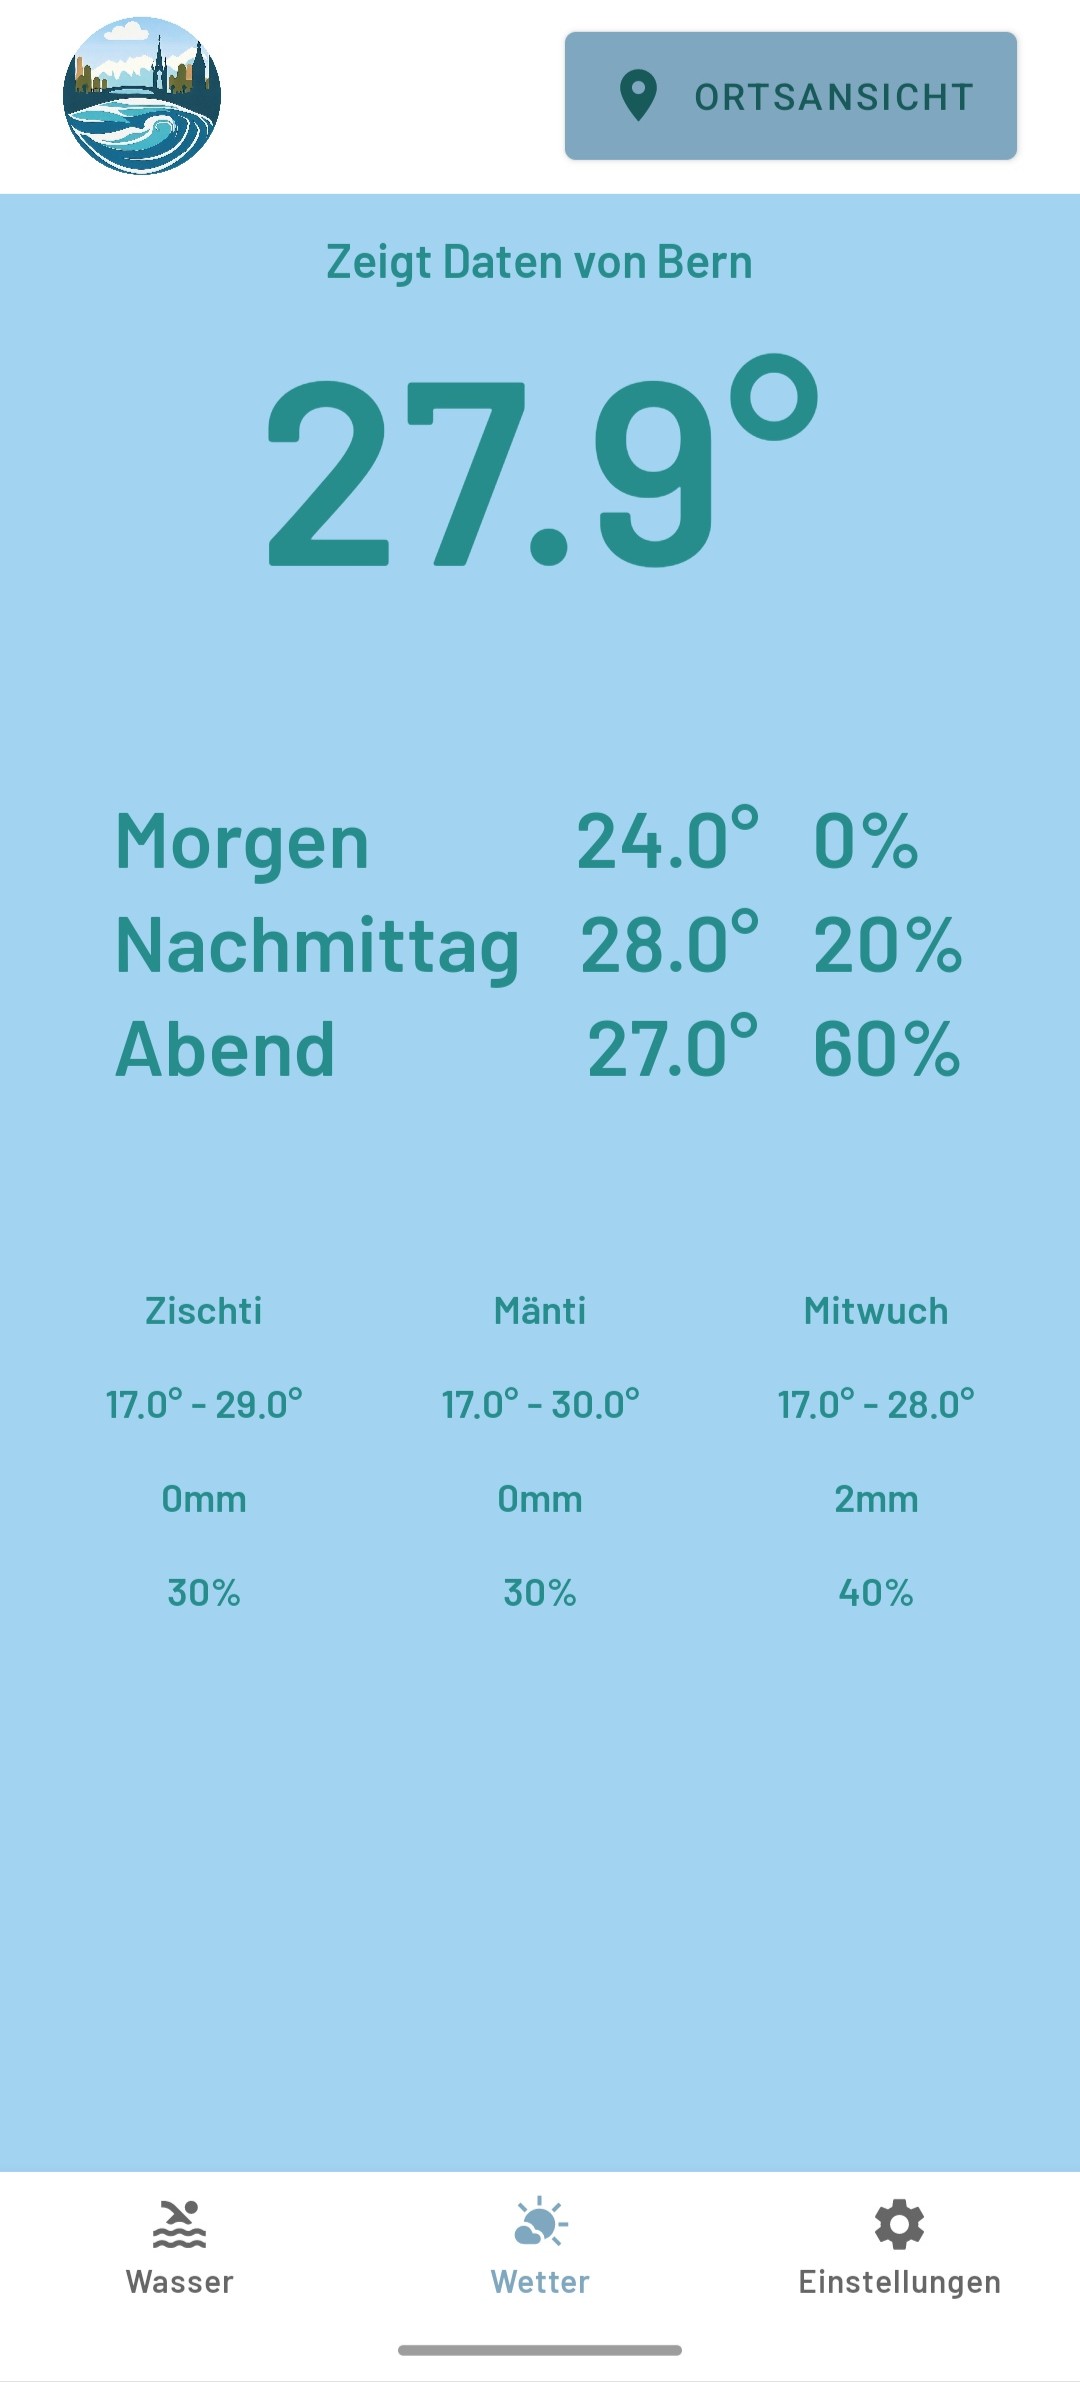 ORTSANSICHT
Zeigt Daten von Bern
27.9°
Morgen 24.0° 0%
Nachmittag 28.0° 20%
Abend 27.0° 60%
Zischti Mänti Mitwuch
17.0° - 29.0° 17.0° - 30.0° 17.0° - 28.0°
0mm 0mm 2mm
30% 30% 40%
Wasser Wetter Einstellungen